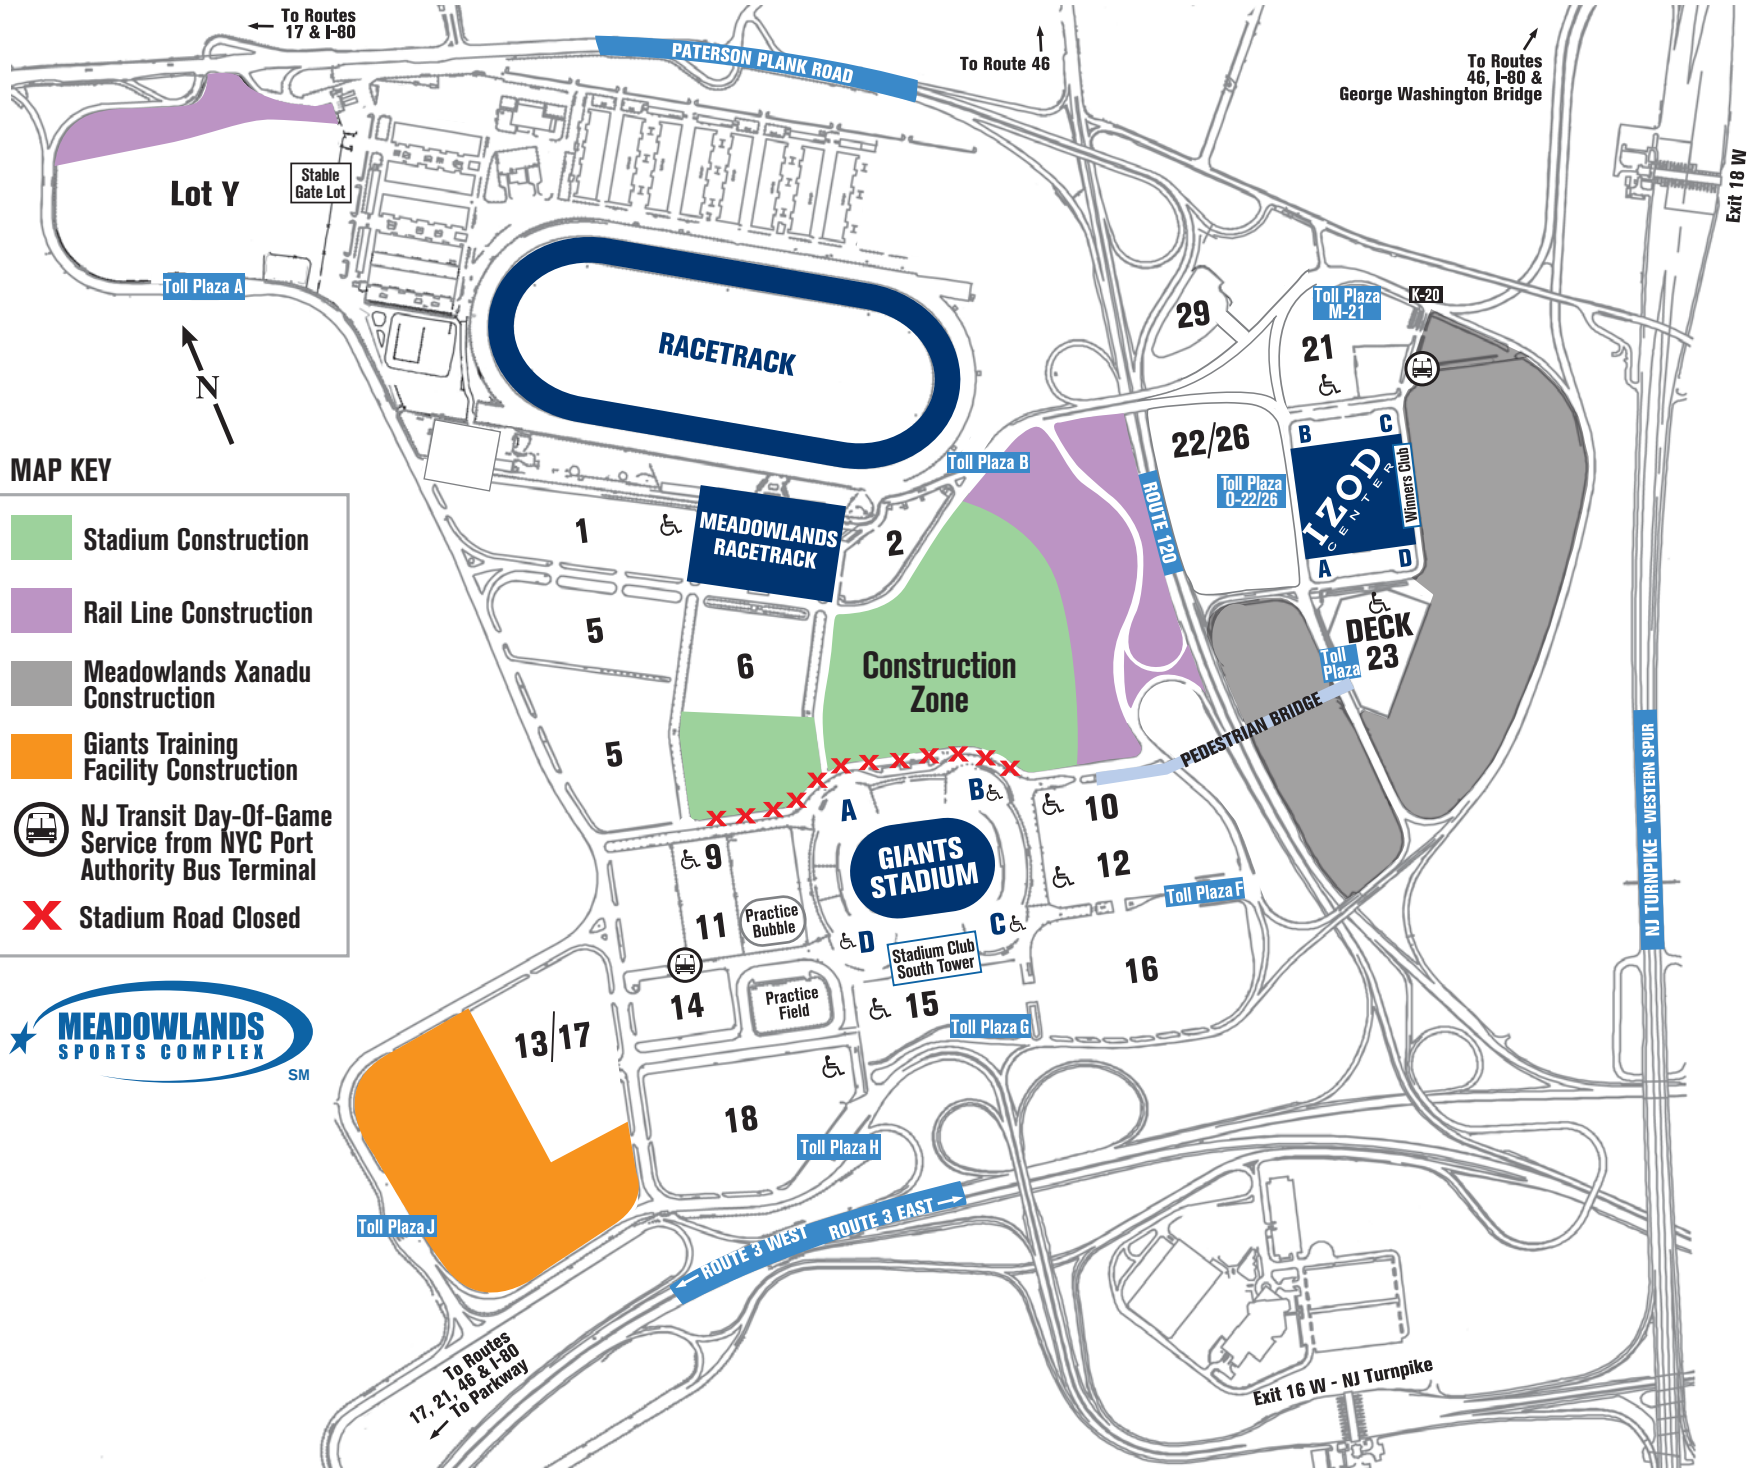 To Routes
17 & I-80
PATERSON PLANK ROAD
To Route 46
To Routes
46, I-80 &
George Washington Bridge
Exit 18 W
Lot Y
Stable
Gate Lot
Toll Plaza A
N
RACETRACK
29
Toll Plaza
M-21
K-20
21
22/26
Toll Plaza
O-22/26
B
C
IZOD
CENTER
Winners Club
A
D
Toll Plaza B
ROUTE 120
MAP KEY
Stadium Construction
Rail Line Construction
Meadowlands Xanadu
Construction
Giants Training
Facility Construction
NJ Transit Day-Of-Game
Service from NYC Port
Authority Bus Terminal
X Stadium Road Closed
1
MEADOWLANDS
RACETRACK
2
5
6
Construction
Zone
5
DECK
23
Toll
Plaza
PEDESTRIAN BRIDGE
NJ TURNPIKE - WESTERN SPUR
X X X X X X X X X X X
A
B
GIANTS
STADIUM
10
9
12
Toll Plaza F
11
Practice
Bubble
D
C
Stadium Club
South Tower
16
14
Practice
Field
15
Toll Plaza G
13/17
18
Toll Plaza H
Toll Plaza J
MEADOWLANDS
SPORTS COMPLEX
SM
ROUTE 3 WEST
ROUTE 3 EAST
To Routes
17, 21, 46 & I-80
To Parkway
Exit 16 W - NJ Turnpike